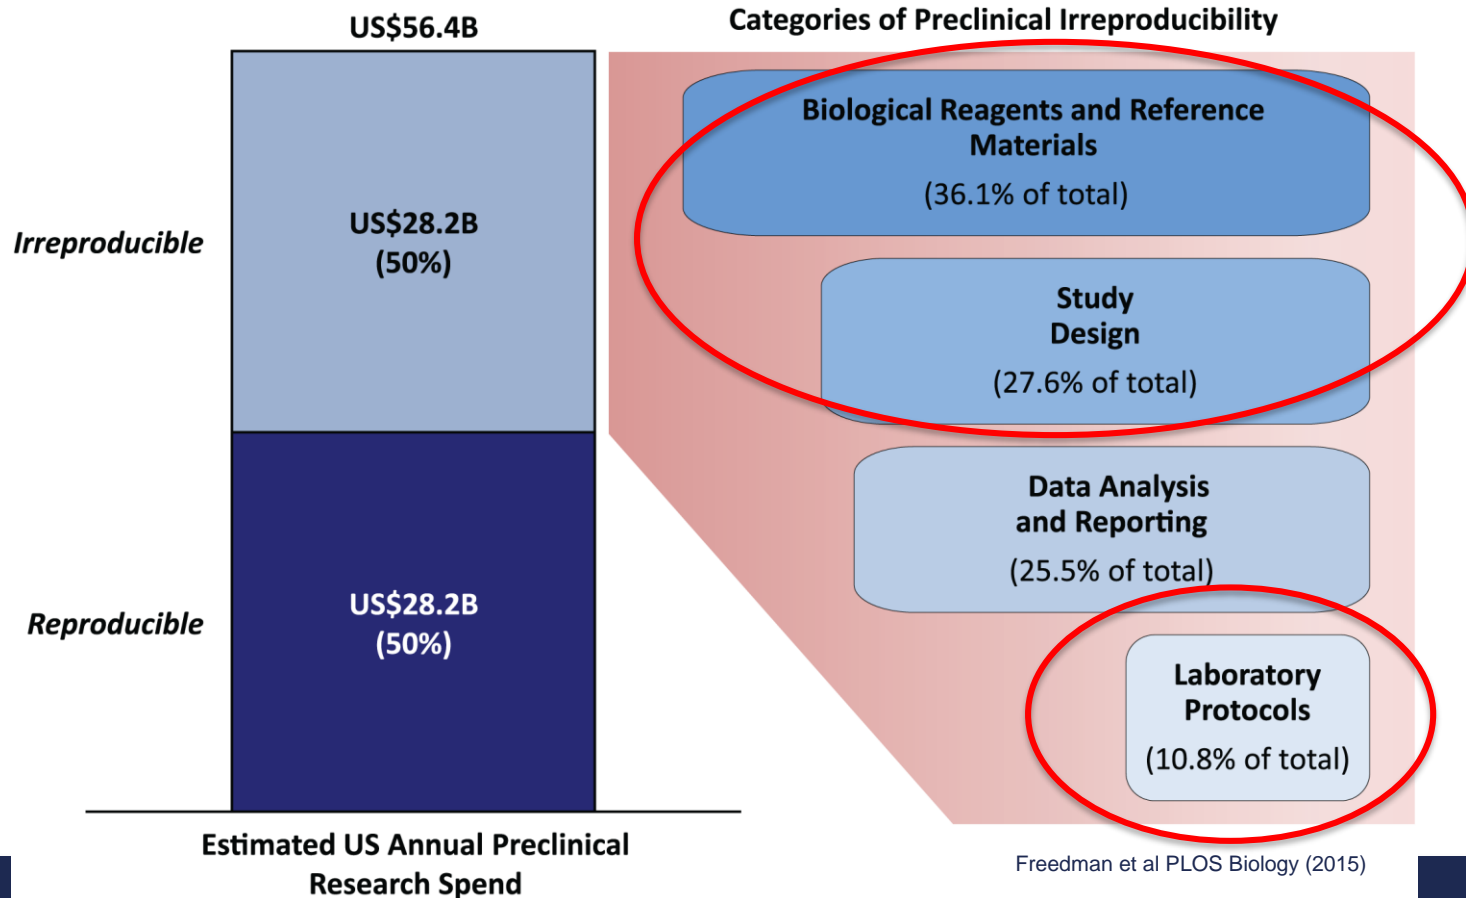 US$56.4B
Irreproducible
US$28.2B
(50%)
Reproducible
US$28.2B
(50%)
Estimated US Annual Preclinical
Research Spend
Categories of Preclinical Irreproducibility
Biological Reagents and Reference
Materials
(36.1% of total)
Study
Design
(27.6% of total)
Data Analysis
and Reporting
(25.5% of total)
Laboratory
Protocols
(10.8% of total)
Freedman et al PLOS Biology (2015)